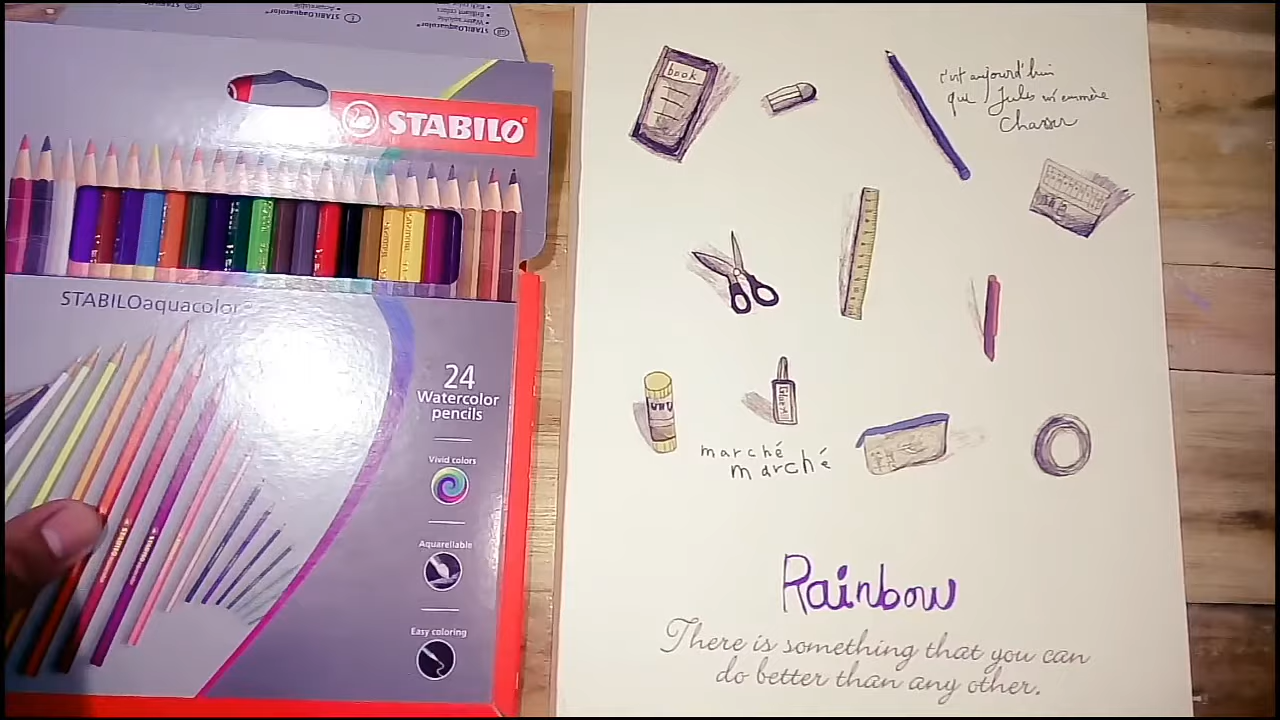 STABILO
STABILOaquacolor
24
Watercolor
pencils
Vivid colors
Aquarellable
Easy coloring
book
c'est aujourd'hui
que Jules m'emmène
chasser
marché
marché
Rainbow
There is something that you can
do better than any other.